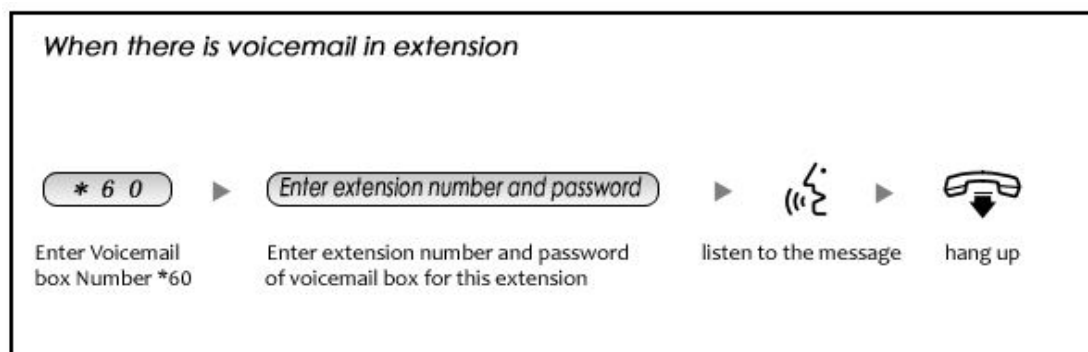 When there is voicemail in extension
* 6 0
Enter extension number and password
Enter Voicemail
box Number *60
Enter extension number and password
of voicemail box for this extension
listen to the message
hang up